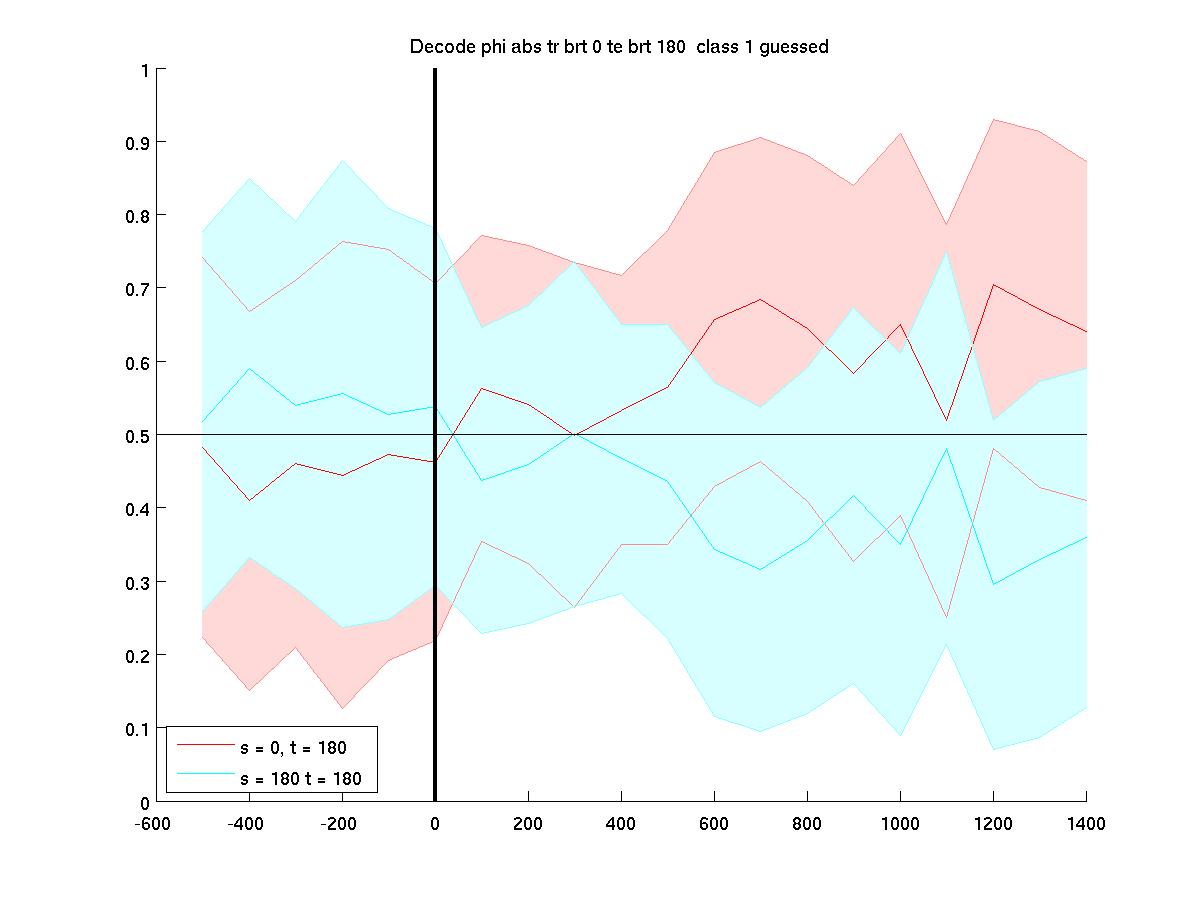 Decode phi abs tr brt 0 te brt 180  class 1 guessed
1
0.9
0.8
0.7
0.6
0.5
0.4
0.3
0.2
0.1
0
s = 0, t = 180
s = 180 t = 180
-600 -400 -200 0 200 400 600 800 1000 1200 1400